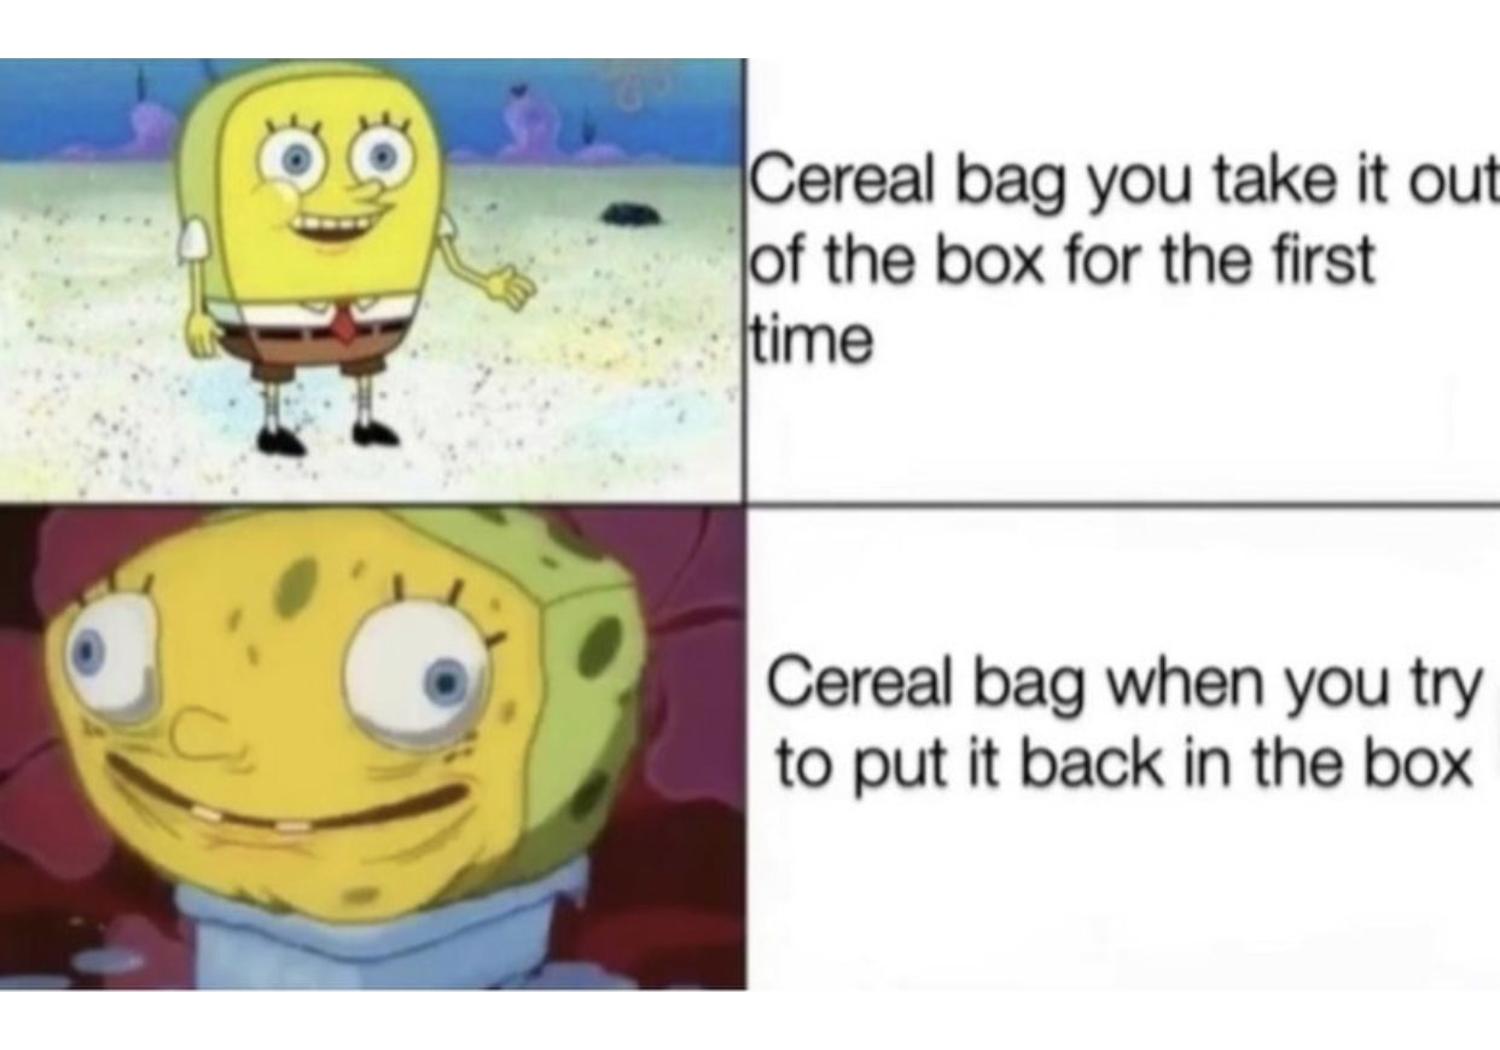 Cereal bag you take it out
of the box for the first
time
Cereal bag when you try
to put it back in the box